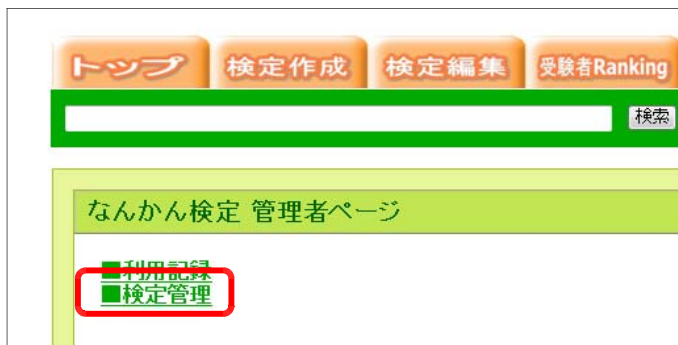 トップ 検定作成 検定編集 受験者Ranking
検索
なんかん検定 管理者ページ
■利用記録
■検定管理